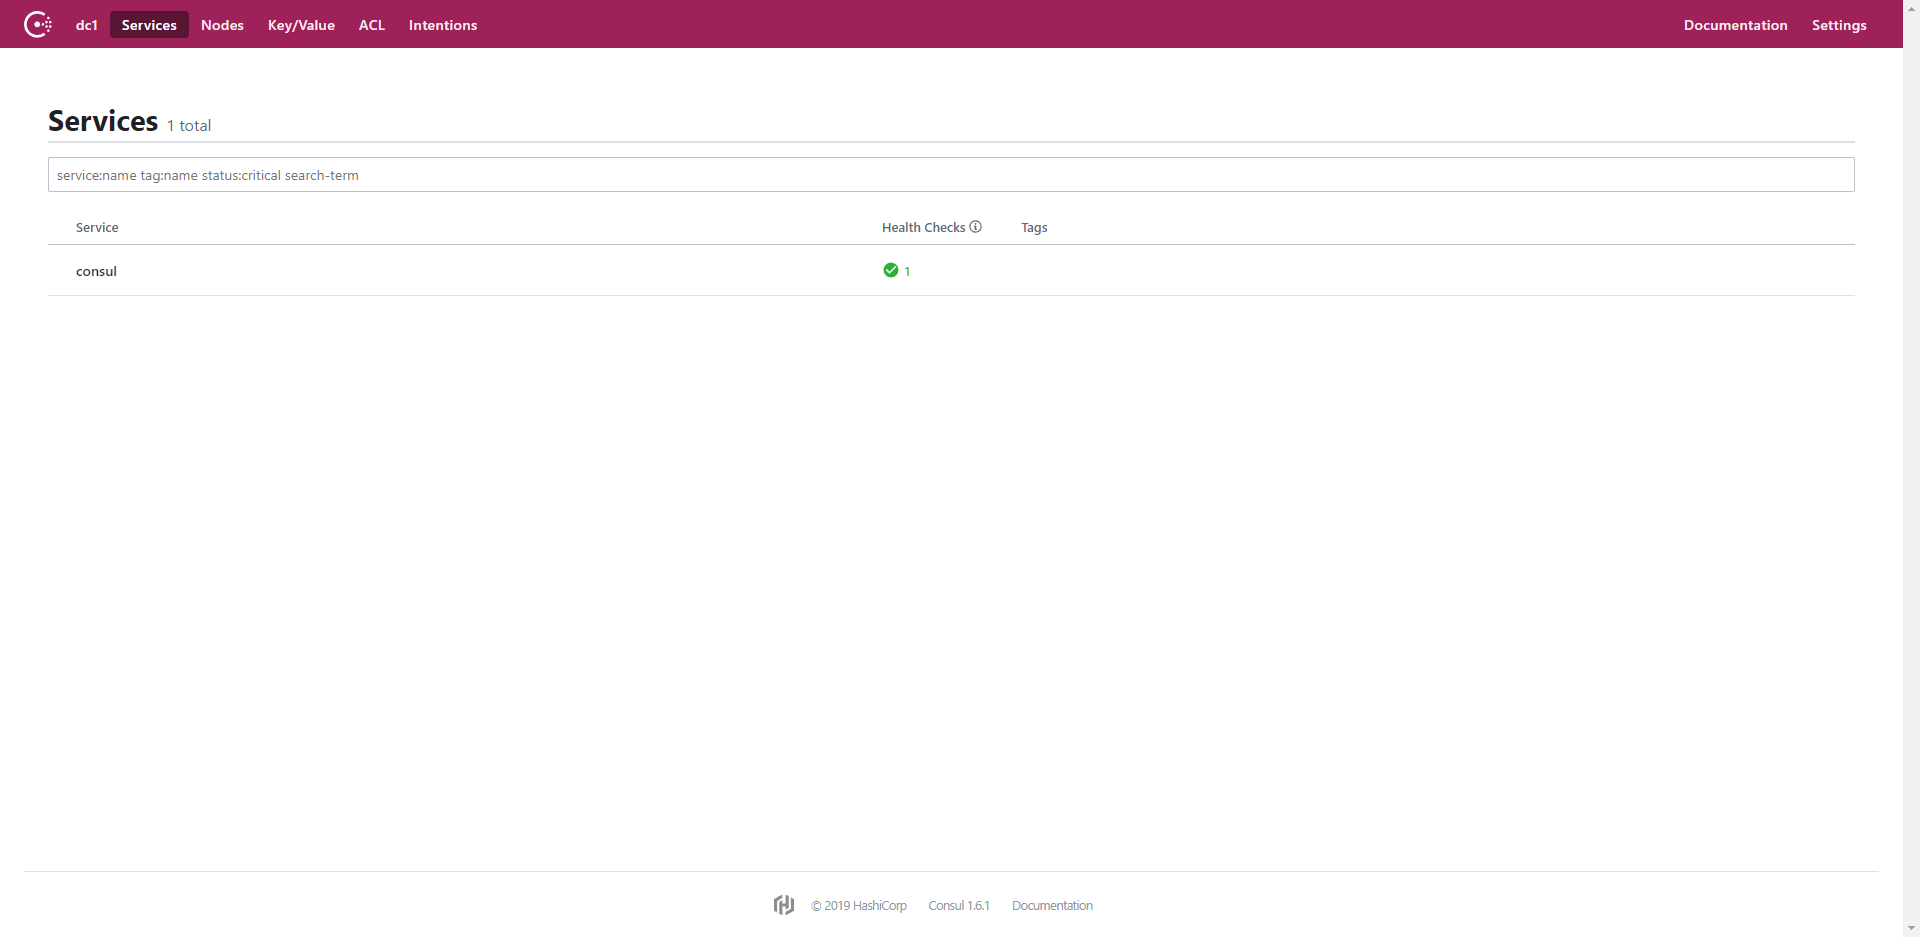 dc1 Services Nodes Key/Value ACL Intentions Documentation Settings
Services 1 total
service:name tag:name status:critical search-term
Service Health Checks Tags
consul 1
© 2019 HashiCorp Consul 1.6.1 Documentation